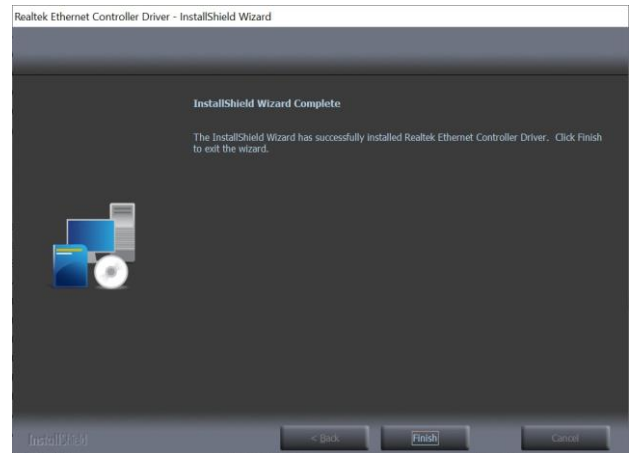 Realtek Ethernet Controller Driver - InstallShield Wizard
InstallShield Wizard Complete
The InstallShield Wizard has successfully installed Realtek Ethernet Controller Driver. Click Finish
to exit the wizard.
InstallShield
< Back
Finish
Cancel